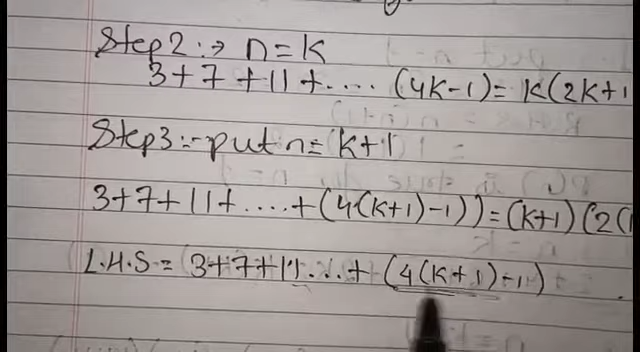 Step2:⇒ n=k
3+7+11+....(4k-1)=k(2k+1
Step3:-put n=k+1
3+7+11+....+(4(k+1)-1))=(k+1)(2(
L.H.S=(3+7+11...+(4(k+1)-1)